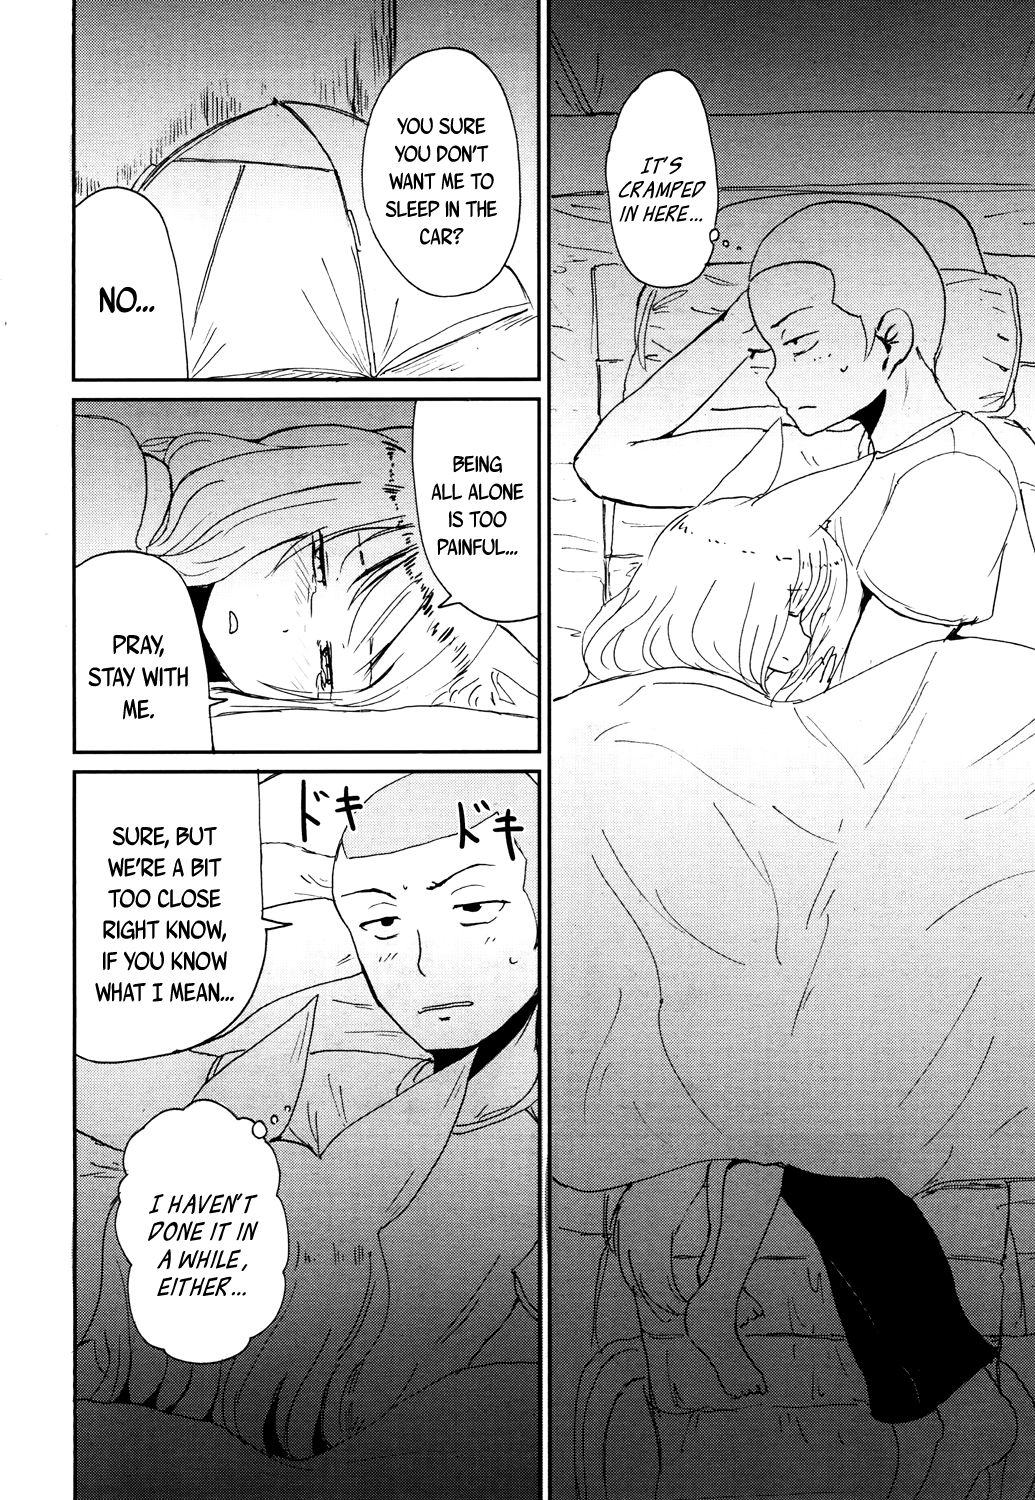 IT'S
CRAMPED
IN HERE...
YOU SURE
YOU DON'T
WANT ME TO
SLEEP IN THE
CAR?
NO...
BEING
ALL ALONE
IS TOO
PAINFUL...
PRAY,
STAY WITH
ME.
ドキ
ドキ
SURE, BUT
WE'RE A BIT
TOO CLOSE
RIGHT KNOW,
IF YOU KNOW
WHAT I MEAN...
I HAVEN'T
DONE IT IN
A WHILE,
EITHER...